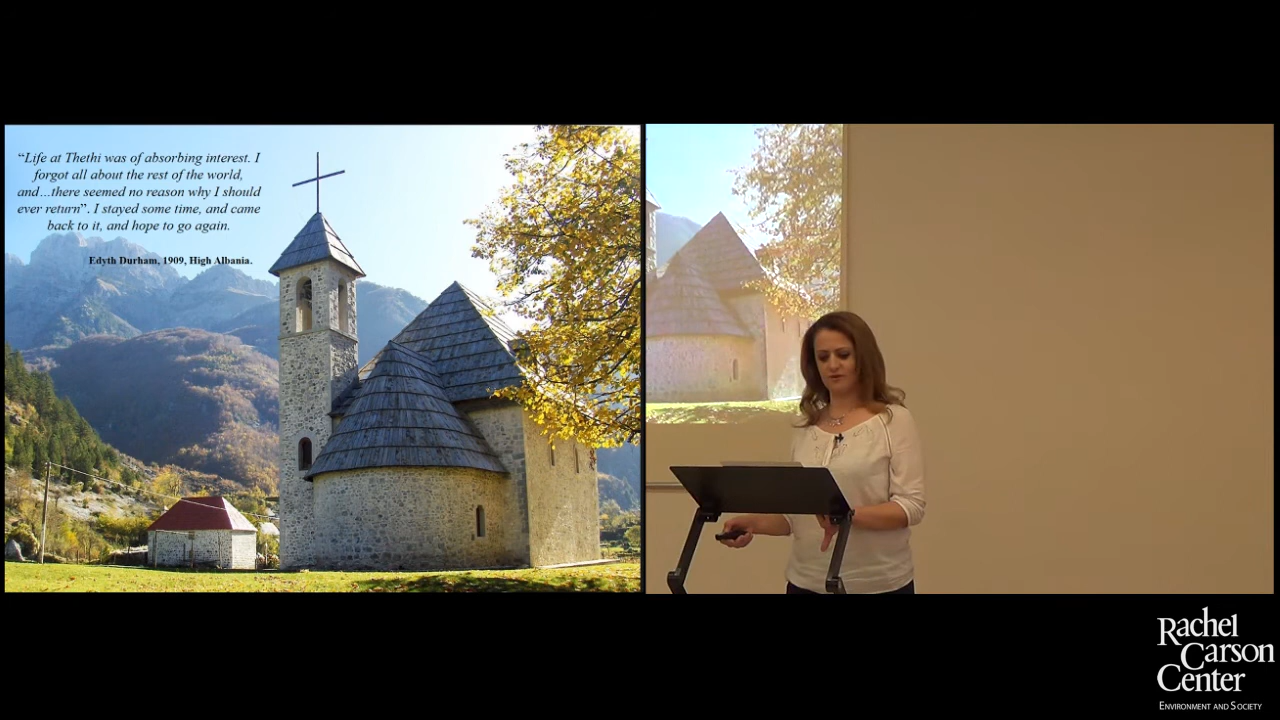 “Life at Thethi was of absorbing interest. I
forgot all about the rest of the world,
and…there seemed no reason why I should
ever return”. I stayed some time, and came
back to it, and hope to go again.
Edyth Durham, 1909, High Albania.
Rachel
Carson
Center
Environment and Society